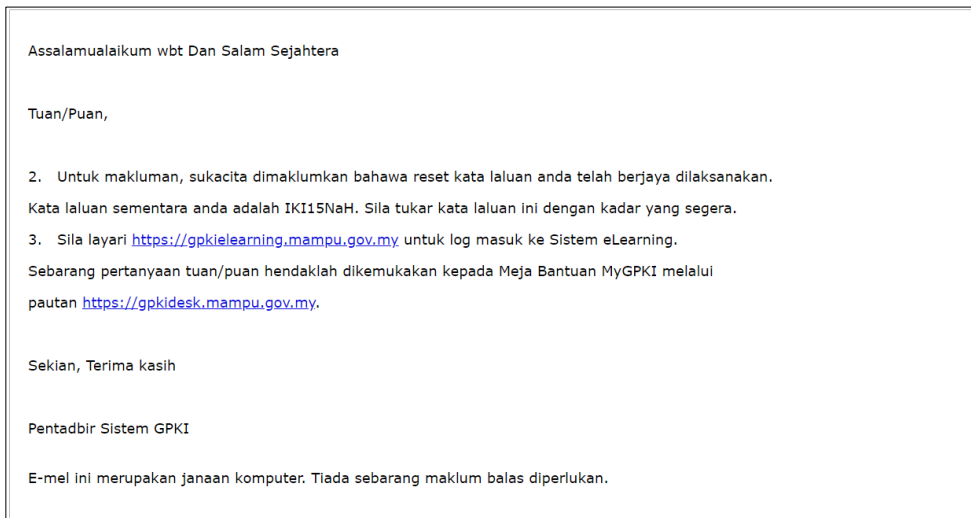 Assalamualaikum wbt Dan Salam Sejahtera
Tuan/Puan,
2. Untuk makluman, sukacita dimaklumkan bahawa reset kata laluan anda telah berjaya dilaksanakan.
Kata laluan sementara anda adalah IKI15NaH. Sila tukar kata laluan ini dengan kadar yang segera.
3. Sila layari https://gpkielearning.mampu.gov.my untuk log masuk ke Sistem eLearning.
Sebarang pertanyaan tuan/puan hendaklah dikemukakan kepada Meja Bantuan MyGPKI melalui
pautan https://gpkidesk.mampu.gov.my.
Sekian, Terima kasih
Pentadbir Sistem GPKI
E-mel ini merupakan janaan komputer. Tiada sebarang maklum balas diperlukan.